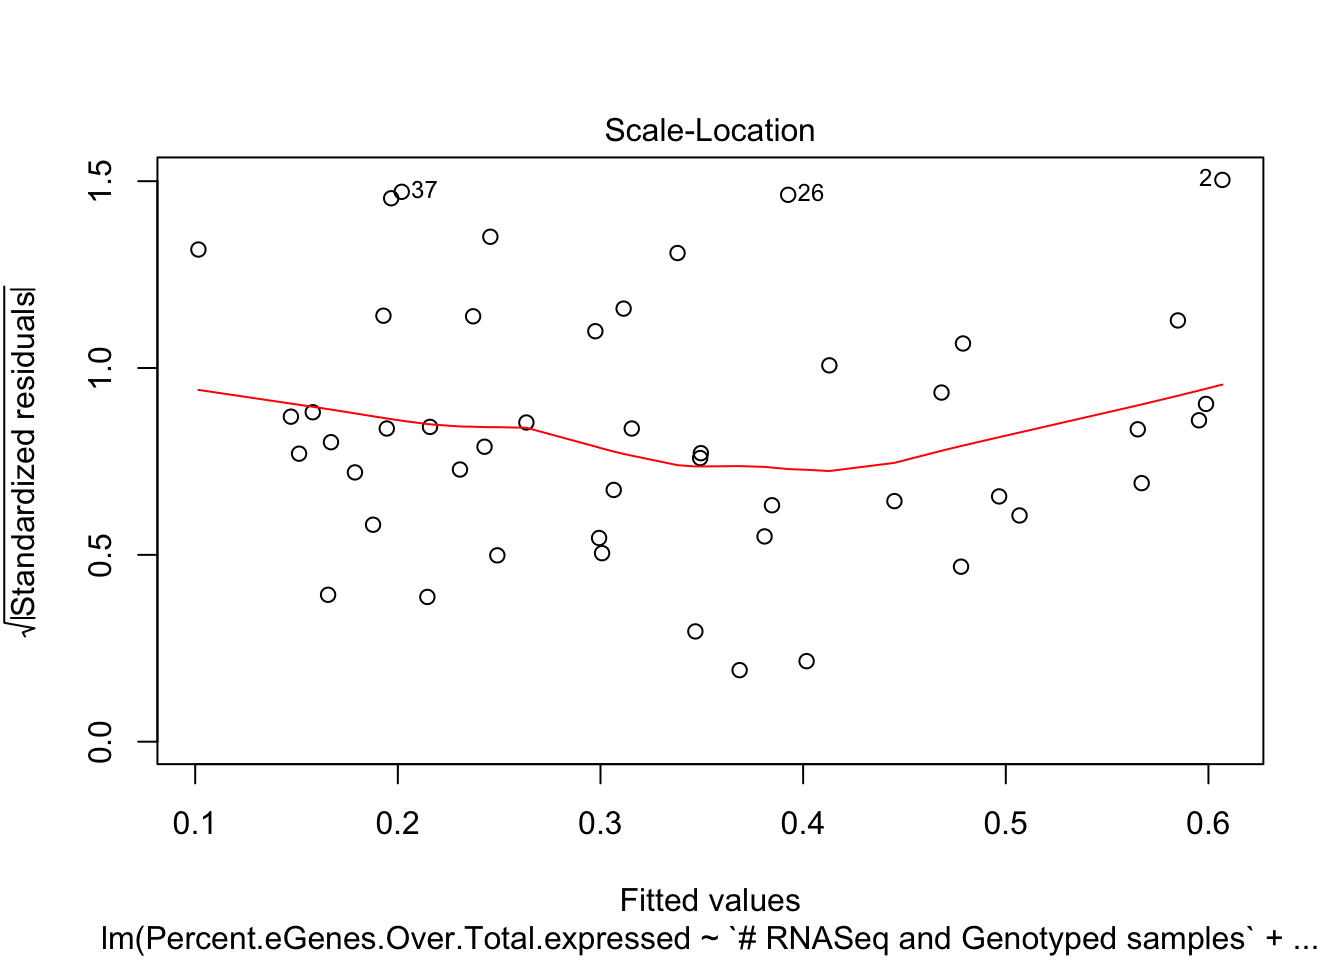 Scale-Location
√|Standardized residuals|
1.5
1.0
0.5
0.0
37
26
2
0.1 0.2 0.3 0.4 0.5 0.6
Fitted values
lm(Percent.eGenes.Over.Total.expressed ~ `# RNASeq and Genotyped samples` + ...